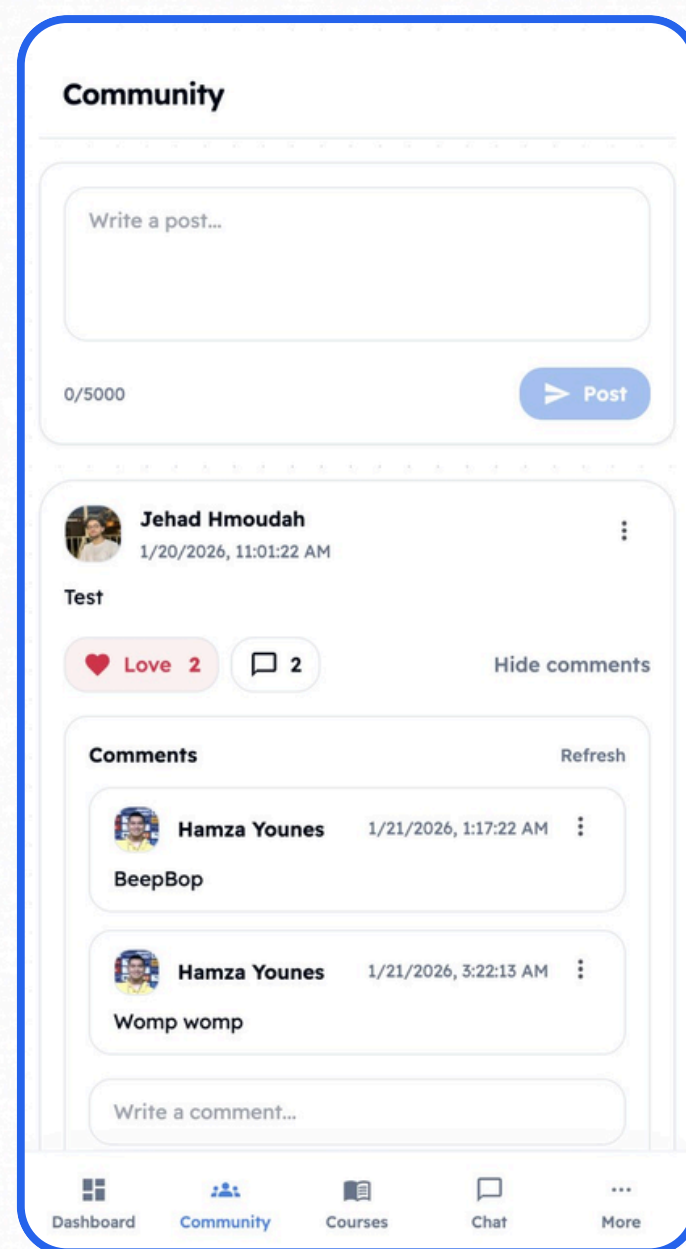 Community
Write a post...
0/5000
Post
Jehad Hmoudah
1/20/2026, 11:01:22 AM
Test
Love 2
2
Hide comments
Comments
Refresh
Hamza Younes 1/21/2026, 1:17:22 AM
BeepBop
Hamza Younes 1/21/2026, 3:22:13 AM
Womp womp
Write a comment...
Dashboard Community Courses Chat More